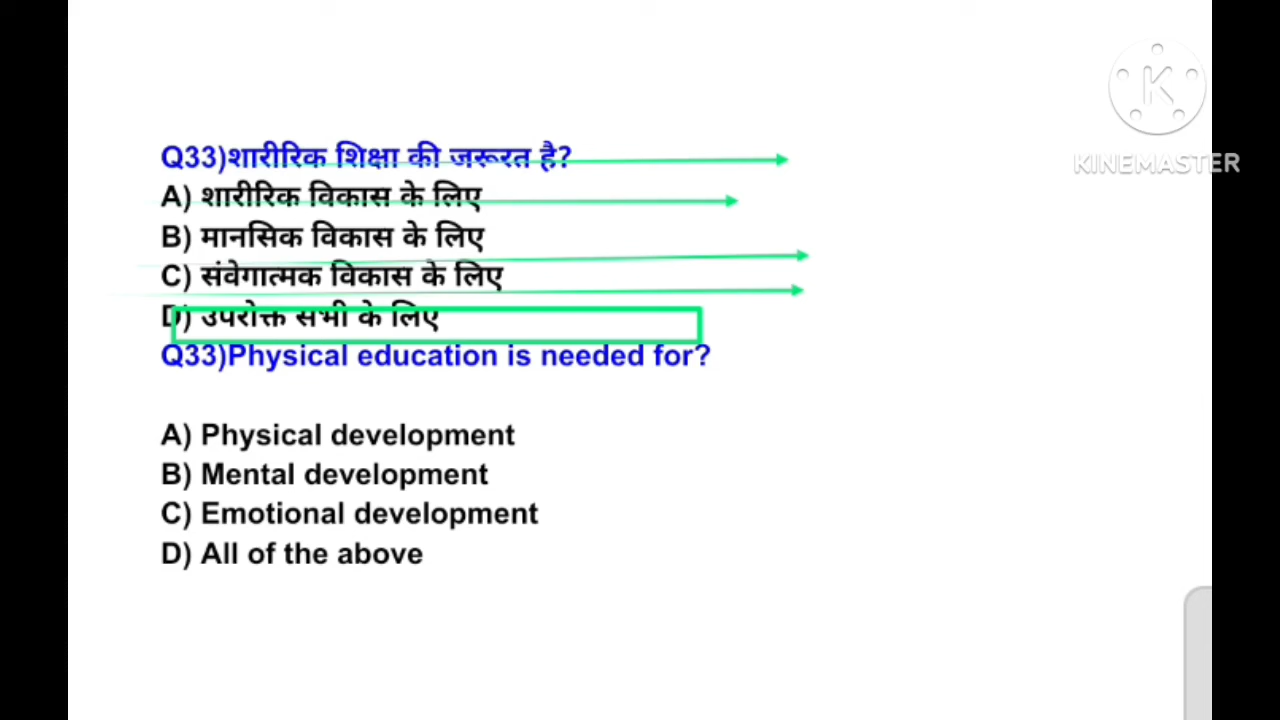 KINEMASTER
Q33)शारीरिक शिक्षा की जरूरत है?
A) शारीरिक विकास के लिए
B) मानसिक विकास के लिए
C) संवेगात्मक विकास के लिए
D) उपरोक्त सभी के लिए
Q33)Physical education is needed for?
A) Physical development
B) Mental development
C) Emotional development
D) All of the above